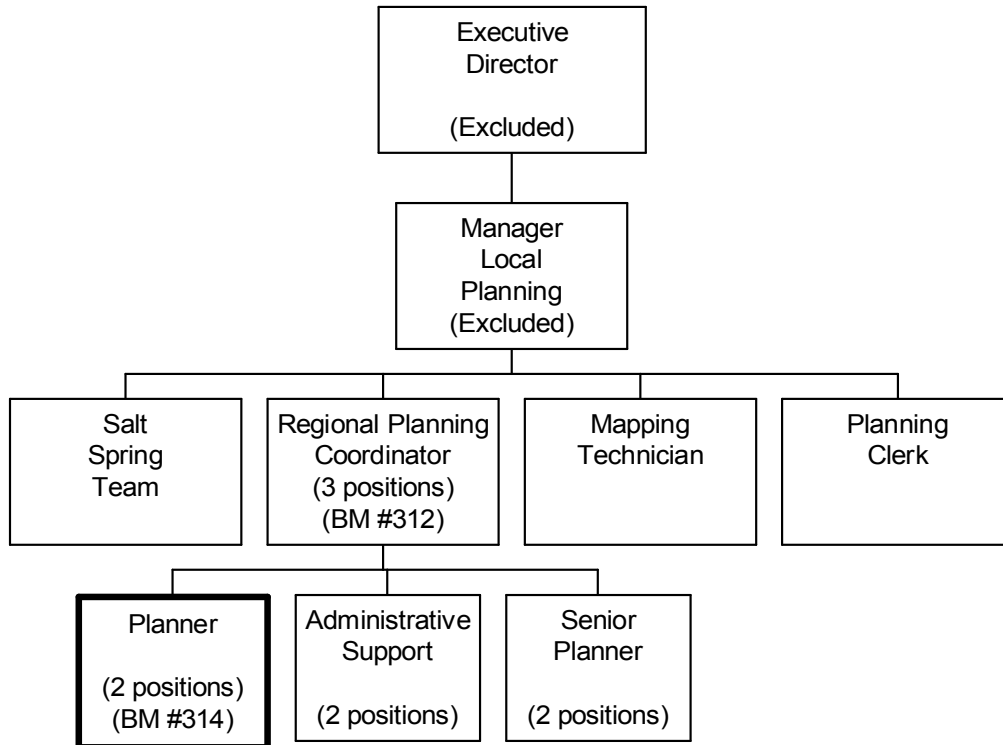 Executive
Director
(Excluded)
Manager
Local
Planning
(Excluded)
Salt
Spring
Team
Regional Planning
Coordinator
(3 positions)
(BM #312)
Mapping
Technician
Planning
Clerk
Planner
(2 positions)
(BM #314)
Administrative
Support
(2 positions)
Senior
Planner
(2 positions)